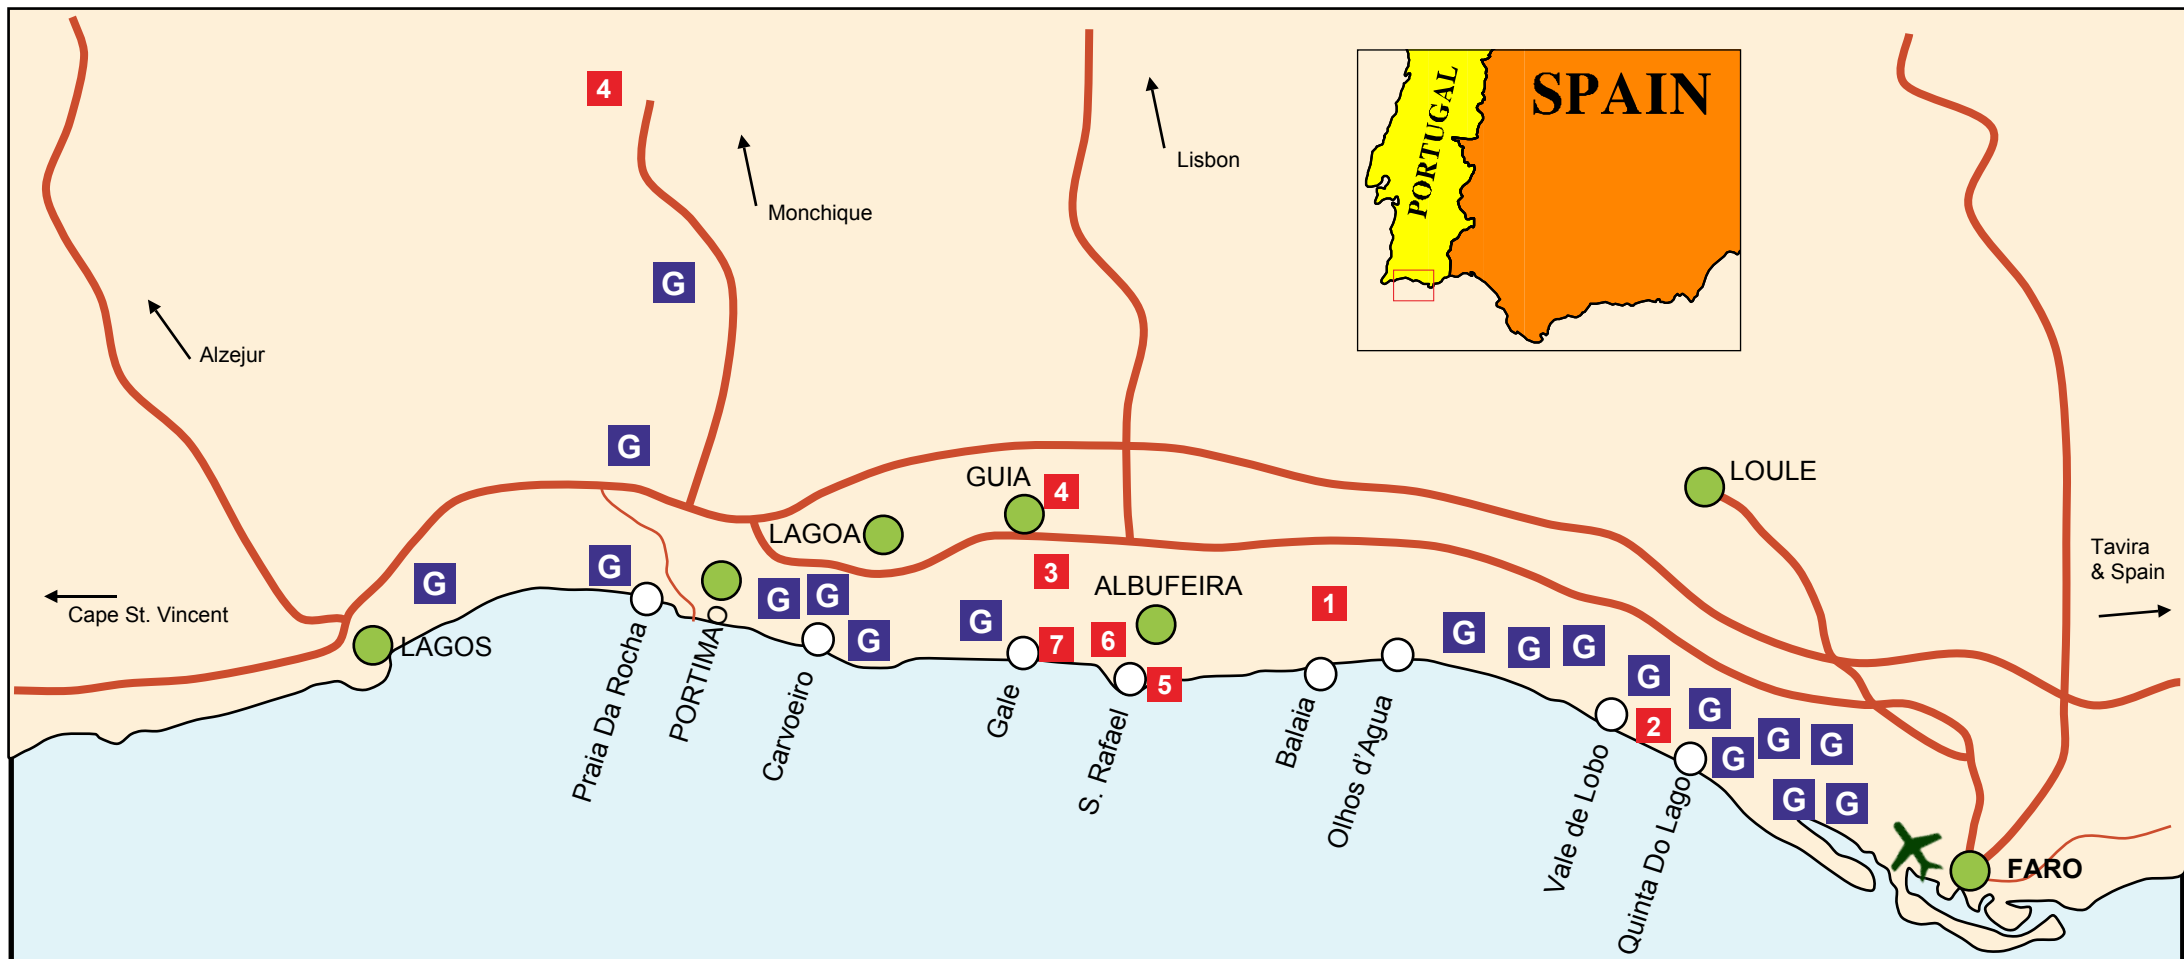 SPAIN
PORTUGAL
4
Lisbon
Monchique
G
Alzejur
G
GUIA
4
LOULE
LAGOA
Tavira
& Spain
G
G
3
ALBUFEIRA
G
G
1
Cape St. Vincent
G
G
7
6
G
G
G
LAGOS
5
G
2
G
G
G
G
G
G
FARO
Praia Da Rocha
PORTIMAO
Carvoeiro
Gale
S. Rafael
Balaia
Olhos d'Agua
Vale de Lobo
Quinta Do Lago